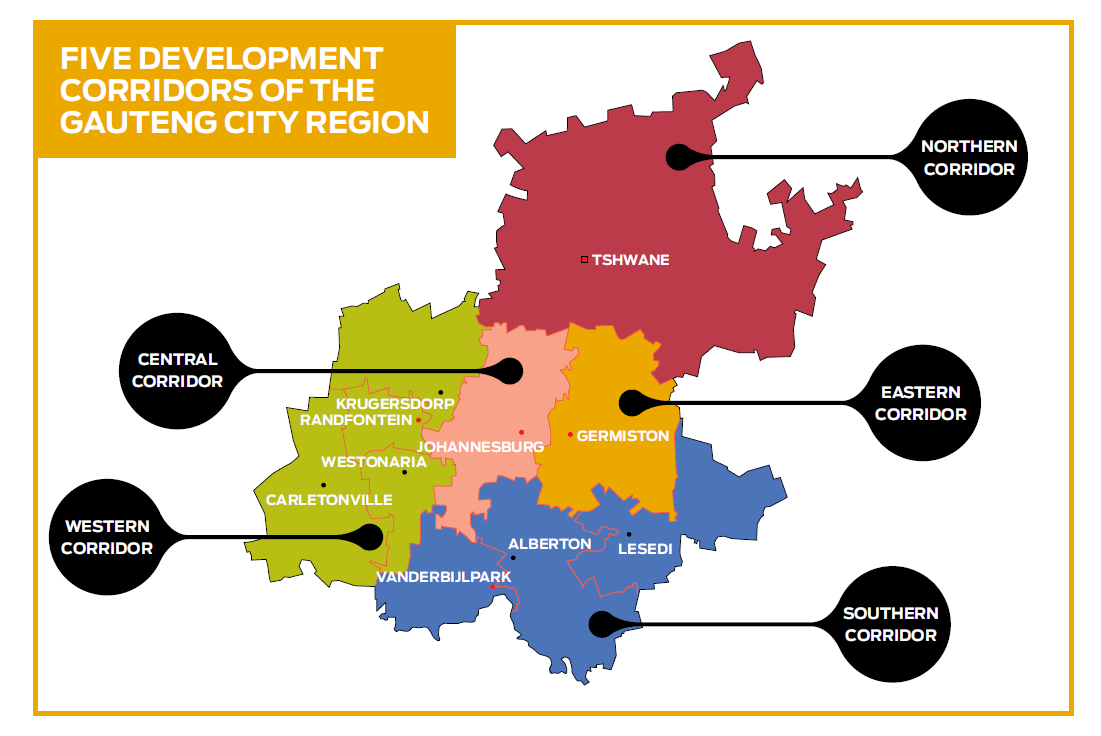 FIVE DEVELOPMENT
CORRIDORS OF THE
GAUTENG CITY REGION
NORTHERN
CORRIDOR
TSHWANE
CENTRAL
CORRIDOR
EASTERN
CORRIDOR
KRUGERSDORP
RANDFONTEIN
JOHANNESBURG
GERMISTON
WESTONARIA
CARLETONVILLE
WESTERN
CORRIDOR
ALBERTON
LESEDI
VANDERBIJLPARK
SOUTHERN
CORRIDOR